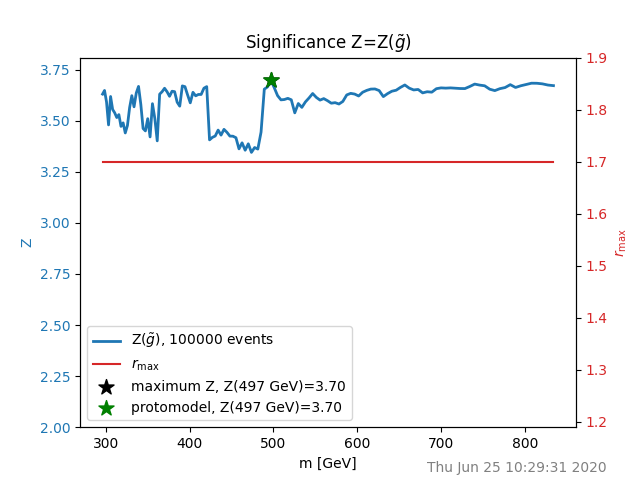 Significance Z=Z(g̃)
3.75
3.50
3.25
3.00
2.75
2.50
2.25
2.00
Z
1.9
1.8
1.7
1.6
1.5
1.4
1.3
1.2
r_max
Z(g̃), 100000 events
r_max
maximum Z, Z(497 GeV)=3.70
protomodel, Z(497 GeV)=3.70
300 400 500 600 700 800
m [GeV]
Thu Jun 25 10:29:31 2020